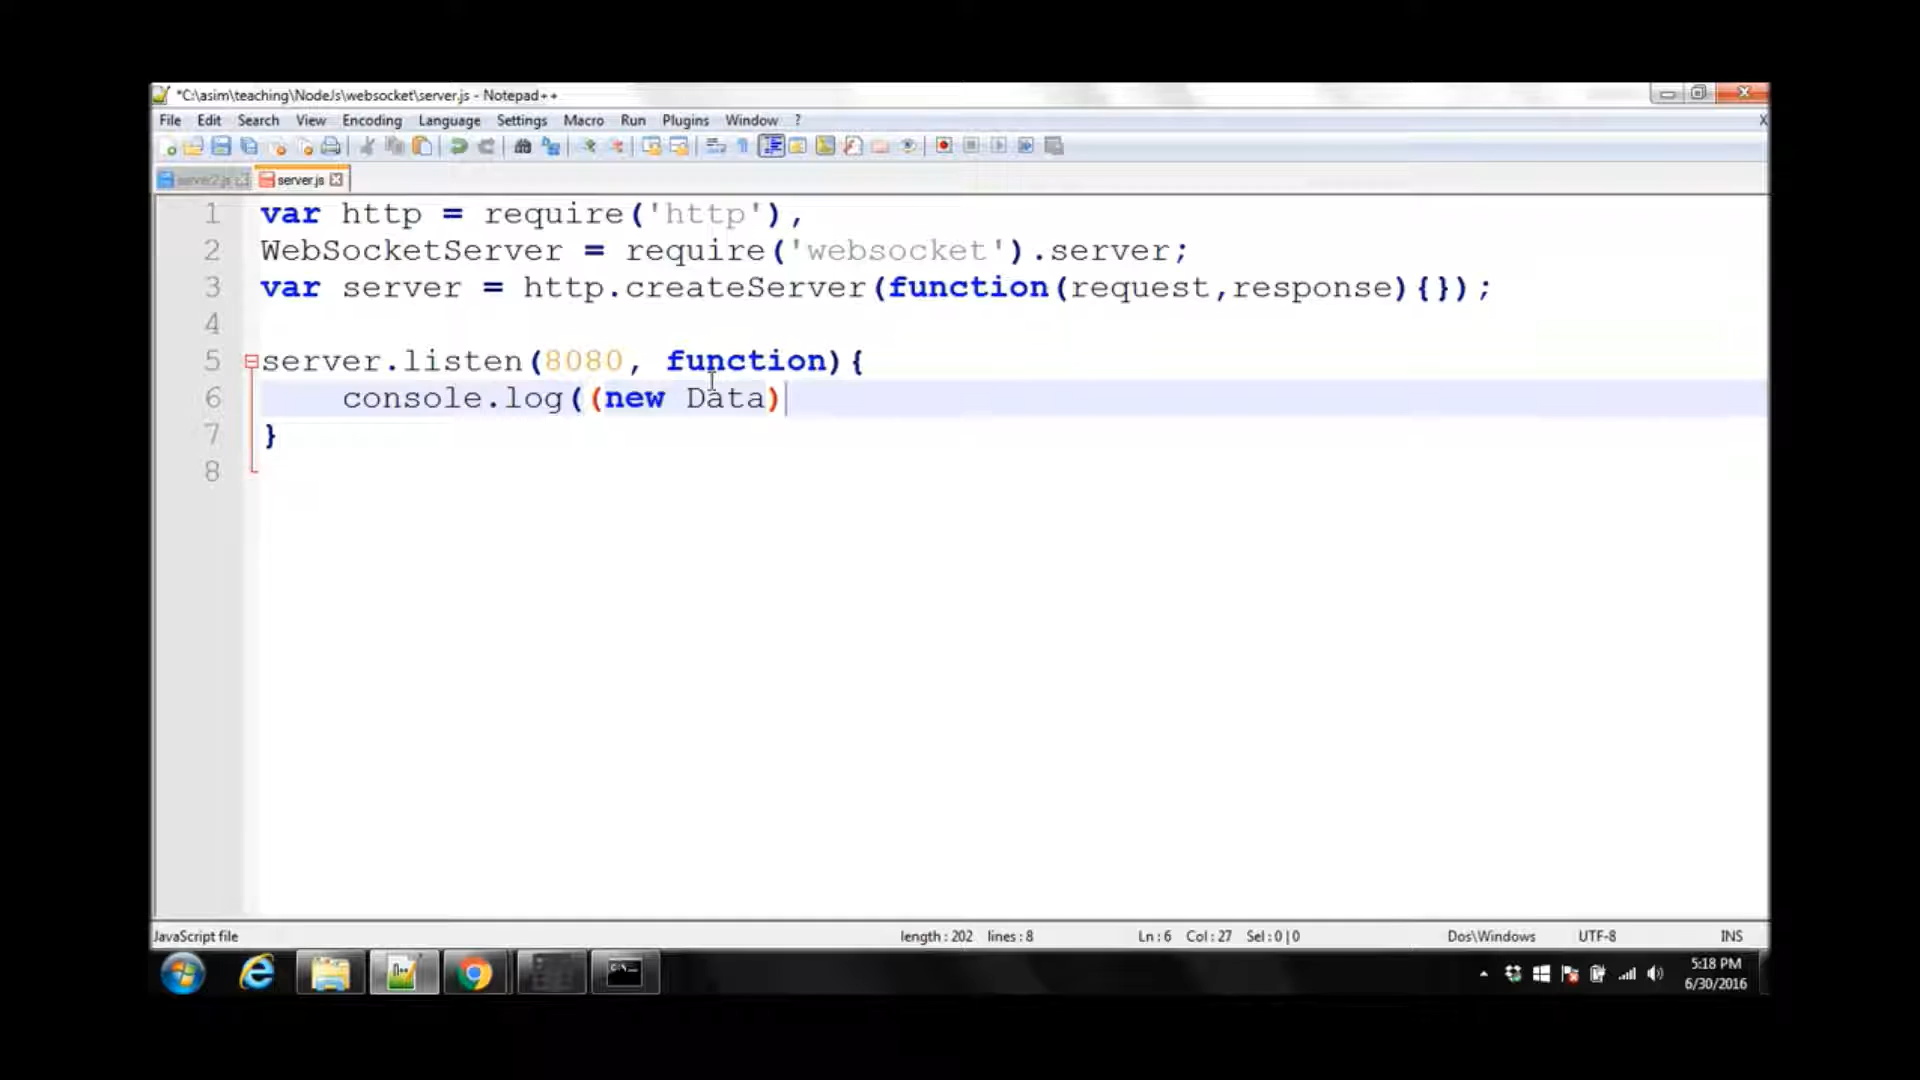 *C:\asim\teaching\NodeJs\websocket\server.js - Notepad++
File Edit Search View Encoding Language Settings Macro Run Plugins Window ? X
server2.js server.js
1 var http = require('http'),
2 WebSocketServer = require('websocket').server;
3 var server = http.createServer(function(request,response){});
4
5 server.listen(8080, function){
6 console.log((new Data)
7 }
8
JavaScript file length : 202 lines : 8 Ln : 6 Col : 27 Sel : 0 | 0 Dos\Windows UTF-8 INS
5:18 PM
6/30/2016